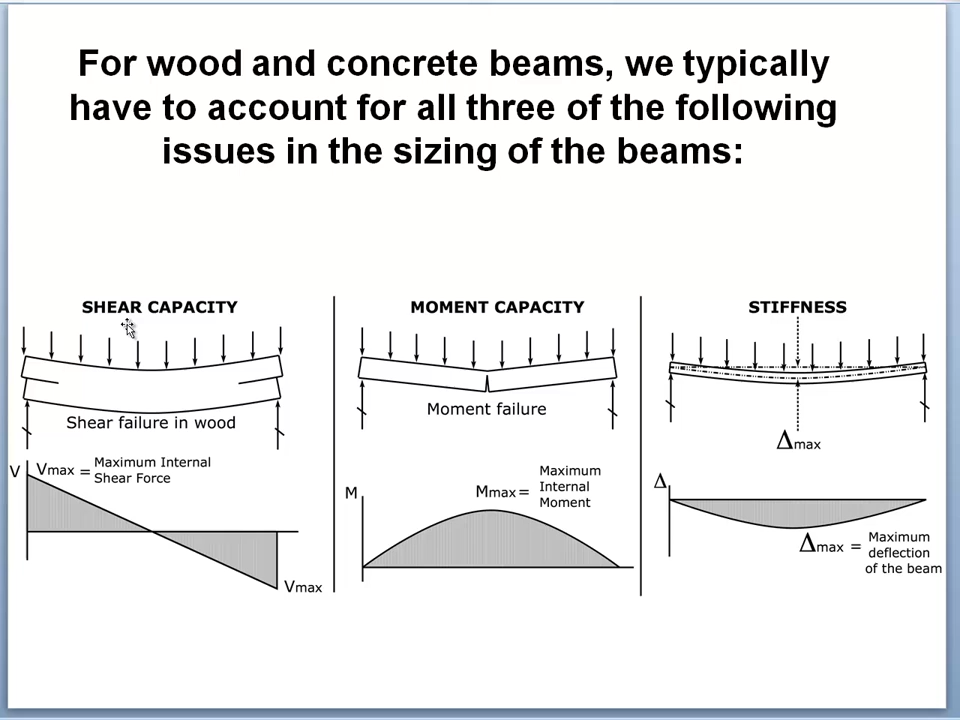 For wood and concrete beams, we typically
have to account for all three of the following
issues in the sizing of the beams:
SHEAR CAPACITY
Shear failure in wood
V
Vmax = Maximum Internal
Shear Force
Vmax
MOMENT CAPACITY
Moment failure
M
Mmax = Maximum
Internal
Moment
STIFFNESS
Δmax
Δ
Δmax = Maximum
deflection
of the beam